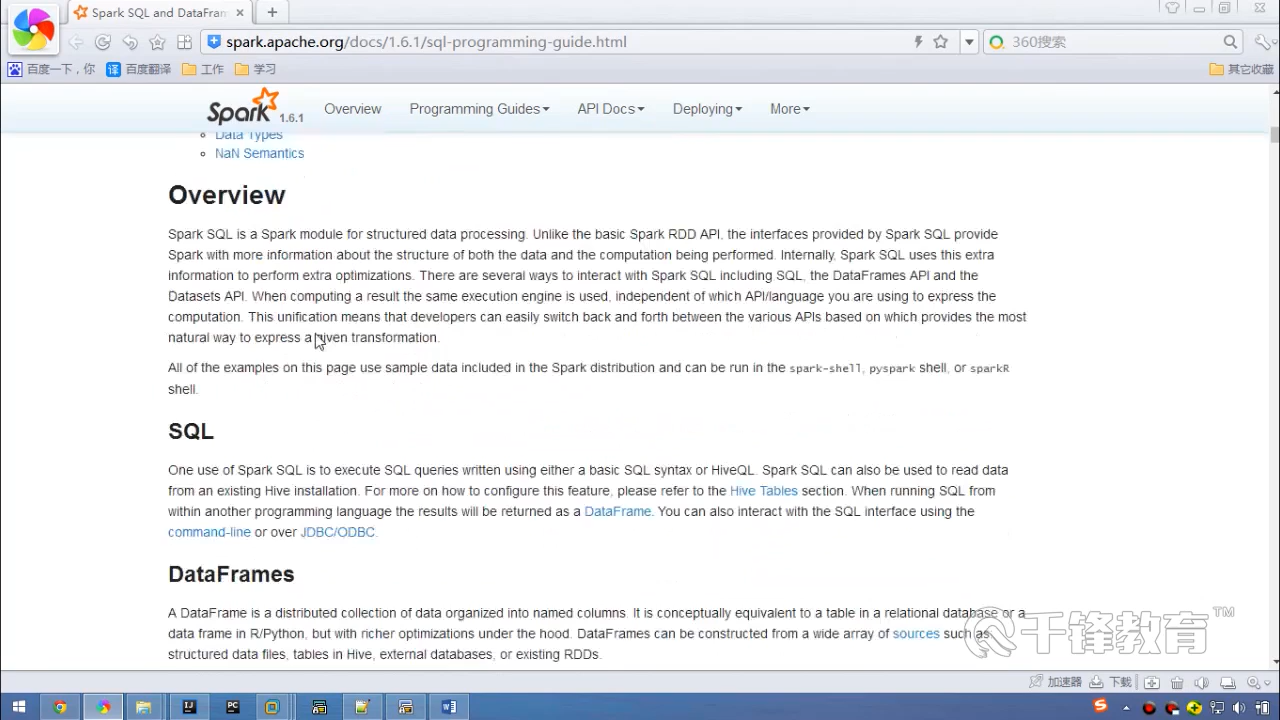 Spark SQL and DataFram
spark.apache.org/docs/1.6.1/sql-programming-guide.html
360搜索
百度一下，你
百度翻译
工作
学习
其它收藏
Spark 1.6.1
Overview
Programming Guides
API Docs
Deploying
More
Data Types
NaN Semantics
Overview
Spark SQL is a Spark module for structured data processing. Unlike the basic Spark RDD API, the interfaces provided by Spark SQL provide
Spark with more information about the structure of both the data and the computation being performed. Internally, Spark SQL uses this extra
information to perform extra optimizations. There are several ways to interact with Spark SQL including SQL, the DataFrames API and the
Datasets API. When computing a result the same execution engine is used, independent of which API/language you are using to express the
computation. This unification means that developers can easily switch back and forth between the various APIs based on which provides the most
natural way to express a given transformation.
All of the examples on this page use sample data included in the Spark distribution and can be run in the spark-shell, pyspark shell, or sparkR
shell.
SQL
One use of Spark SQL is to execute SQL queries written using either a basic SQL syntax or HiveQL. Spark SQL can also be used to read data
from an existing Hive installation. For more on how to configure this feature, please refer to the Hive Tables section. When running SQL from
within another programming language the results will be returned as a DataFrame. You can also interact with the SQL interface using the
command-line or over JDBC/ODBC.
DataFrames
A DataFrame is a distributed collection of data organized into named columns. It is conceptually equivalent to a table in a relational database or a
data frame in R/Python, but with richer optimizations under the hood. DataFrames can be constructed from a wide array of sources such as:
structured data files, tables in Hive, external databases, or existing RDDs.
千锋教育™
加速器
下载